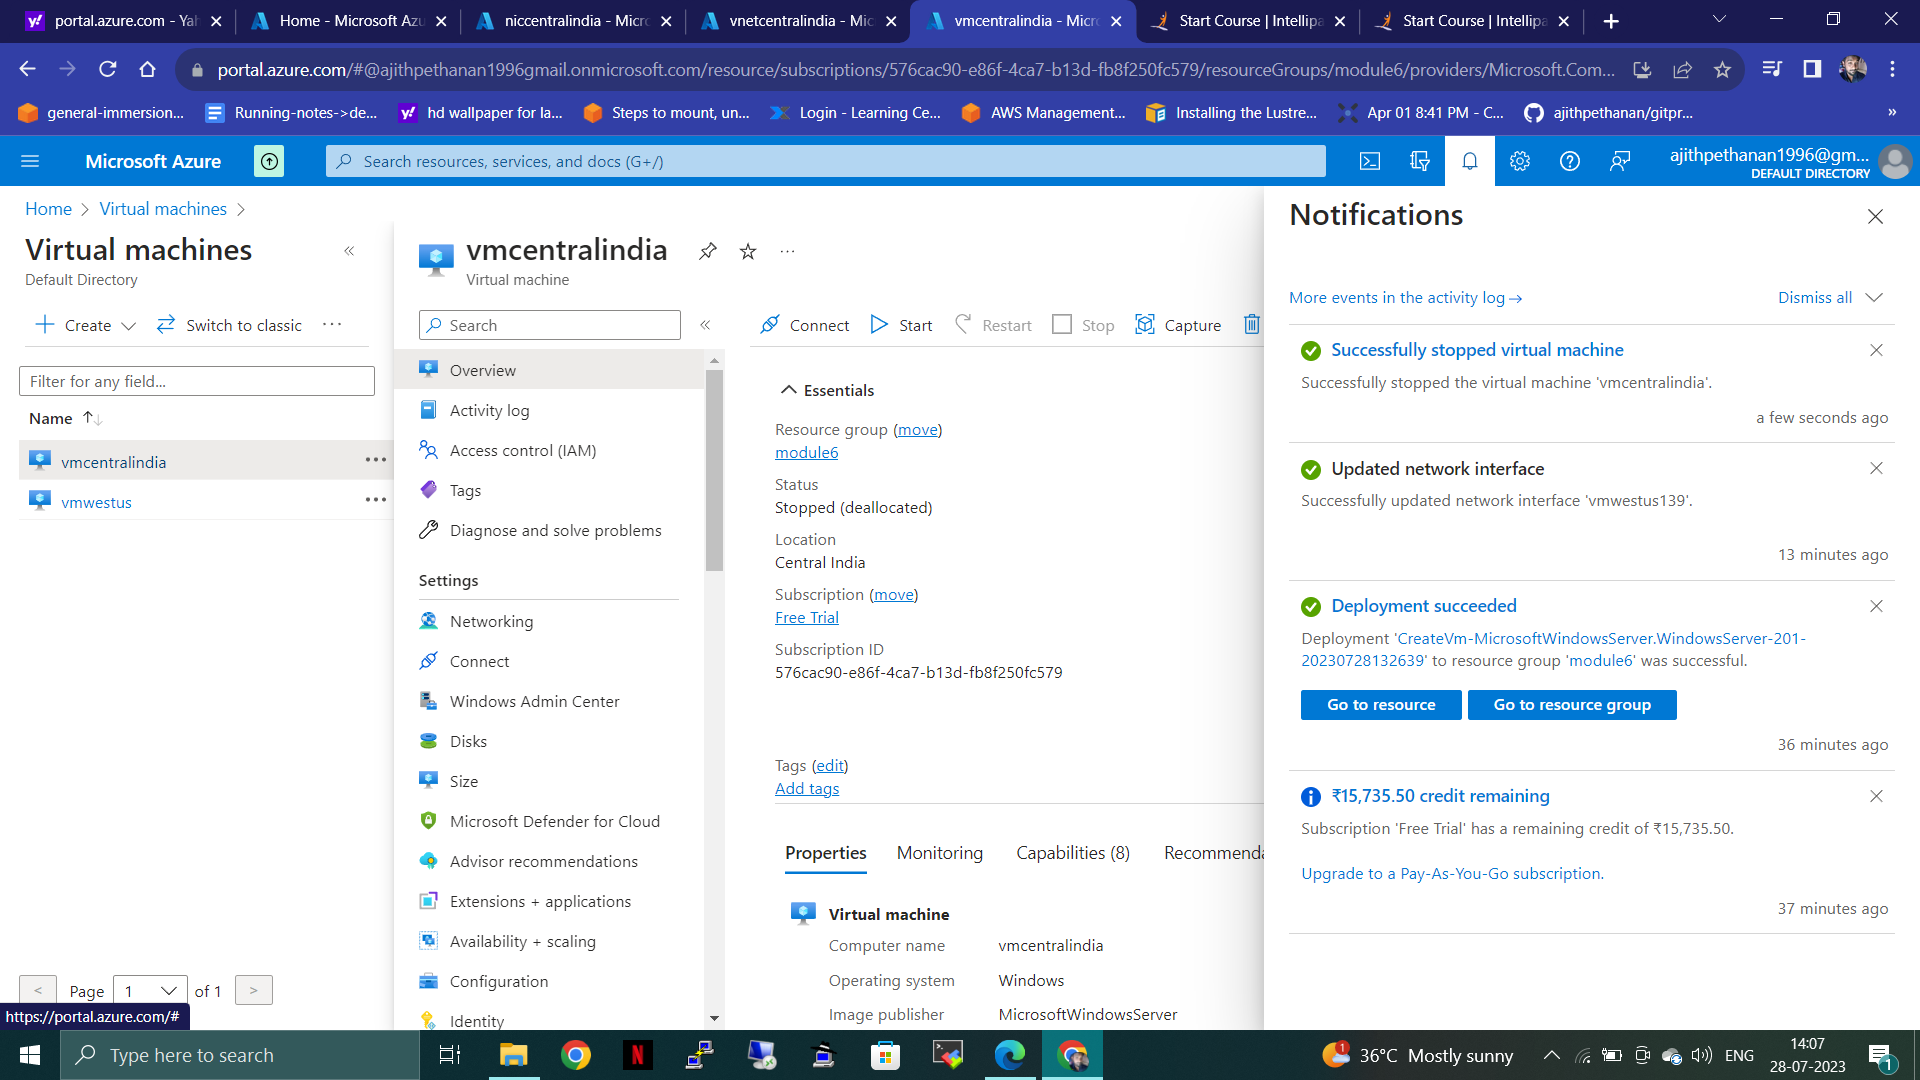 portal.azure.com - Yah
Home - Microsoft Azu
niccentralindia - Micro
vnetcentralindia - Mic
vmcentralindia - Micro
Start Course | Intellipa
Start Course | Intellipa
portal.azure.com/#@ajithpethanan1996gmail.onmicrosoft.com/resource/subscriptions/576cac90-e86f-4ca7-b13d-fb8f250fc579/resourceGroups/module6/providers/Microsoft.Com...
general-immersion...
Running-notes->de...
hd wallpaper for la...
Steps to mount, un...
Login - Learning Ce...
AWS Management...
Installing the Lustre...
Apr 01 8:41 PM - C...
ajithpethanan/gitpr...
»
Microsoft Azure
Search resources, services, and docs (G+/)
ajithpethanan1996@gm...
DEFAULT DIRECTORY
Home > Virtual machines >
Virtual machines
Default Directory
Create
Switch to classic
...
Filter for any field...
Name
vmcentralindia
vmwestus
< Page 1 of 1 >
https://portal.azure.com/#
vmcentralindia
Virtual machine
Search
Overview
Activity log
Access control (IAM)
Tags
Diagnose and solve problems
Settings
Networking
Connect
Windows Admin Center
Disks
Size
Microsoft Defender for Cloud
Advisor recommendations
Extensions + applications
Availability + scaling
Configuration
Identity
Connect
Start
Restart
Stop
Capture
Essentials
Resource group (move)
module6
Status
Stopped (deallocated)
Location
Central India
Subscription (move)
Free Trial
Subscription ID
576cac90-e86f-4ca7-b13d-fb8f250fc579
Tags (edit)
Add tags
Properties
Monitoring
Capabilities (8)
Recommenda
Virtual machine
Computer name vmcentralindia
Operating system Windows
Image publisher MicrosoftWindowsServer
Notifications
More events in the activity log →
Dismiss all
Successfully stopped virtual machine
Successfully stopped the virtual machine 'vmcentralindia'.
a few seconds ago
Updated network interface
Successfully updated network interface 'vmwestus139'.
13 minutes ago
Deployment succeeded
Deployment 'CreateVm-MicrosoftWindowsServer.WindowsServer-201-
20230728132639' to resource group 'module6' was successful.
Go to resource
Go to resource group
36 minutes ago
₹15,735.50 credit remaining
Subscription 'Free Trial' has a remaining credit of ₹15,735.50.
Upgrade to a Pay-As-You-Go subscription.
37 minutes ago
Type here to search
1
36°C Mostly sunny
ENG
14:07
28-07-2023
1